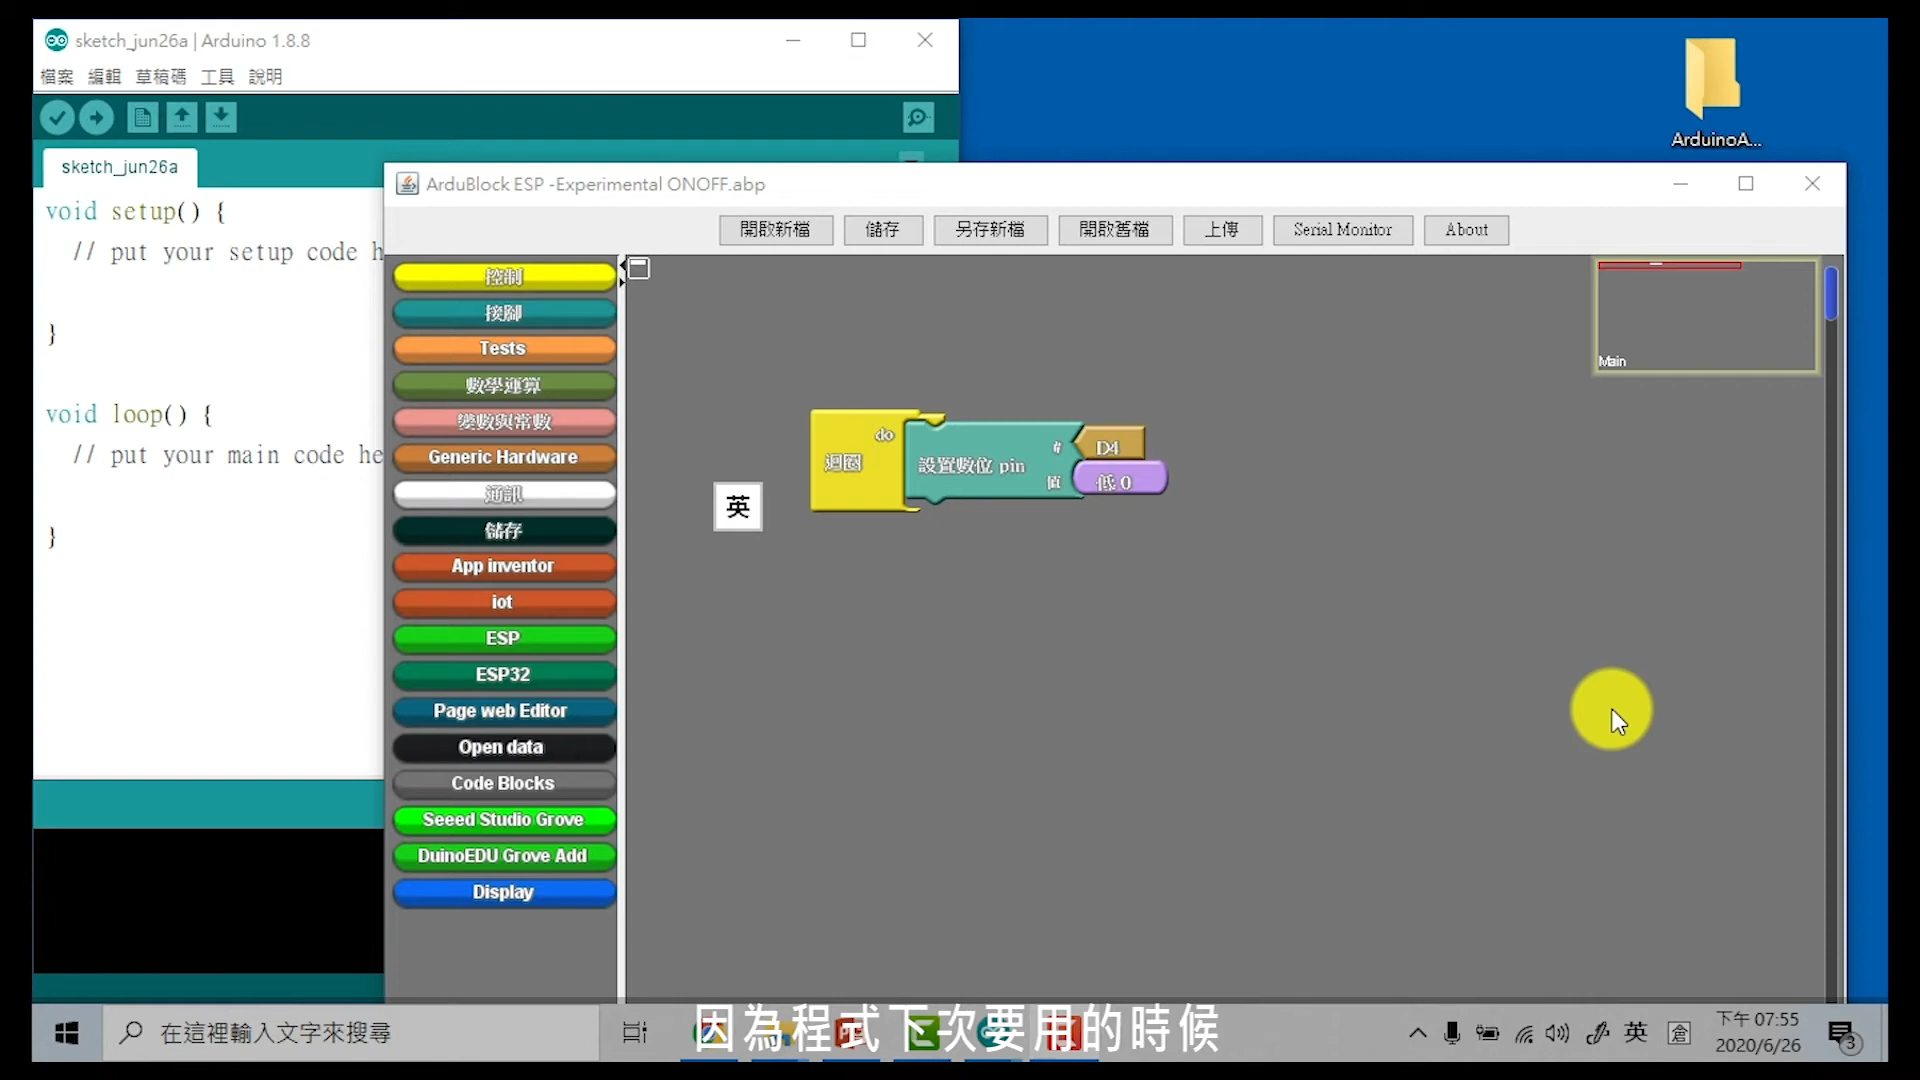 sketch_jun26a | Arduino 1.8.8
檔案 編輯 草稿碼 工具 說明
sketch_jun26a
void setup() {
// put your setup code h
}
void loop() {
// put your main code he
}
ArduinoA...
ArduBlock ESP -Experimental ONOFF.abp
開啟新檔 儲存 另存新檔 開啟舊檔 上傳 Serial Monitor About
控制
接腳
Tests
數學運算
變數與常數
Generic Hardware
通訊
儲存
App inventor
iot
ESP
ESP32
Page web Editor
Open data
Code Blocks
Seeed Studio Grove
DuinoEDU Grove Add
Display
Main
do
迴圈
設置數位 pin
#
D4
值
低 0
英
因為程式下次要用的時候
在這裡輸入文字來搜尋
英
倉
下午 07:55
2020/6/26
3